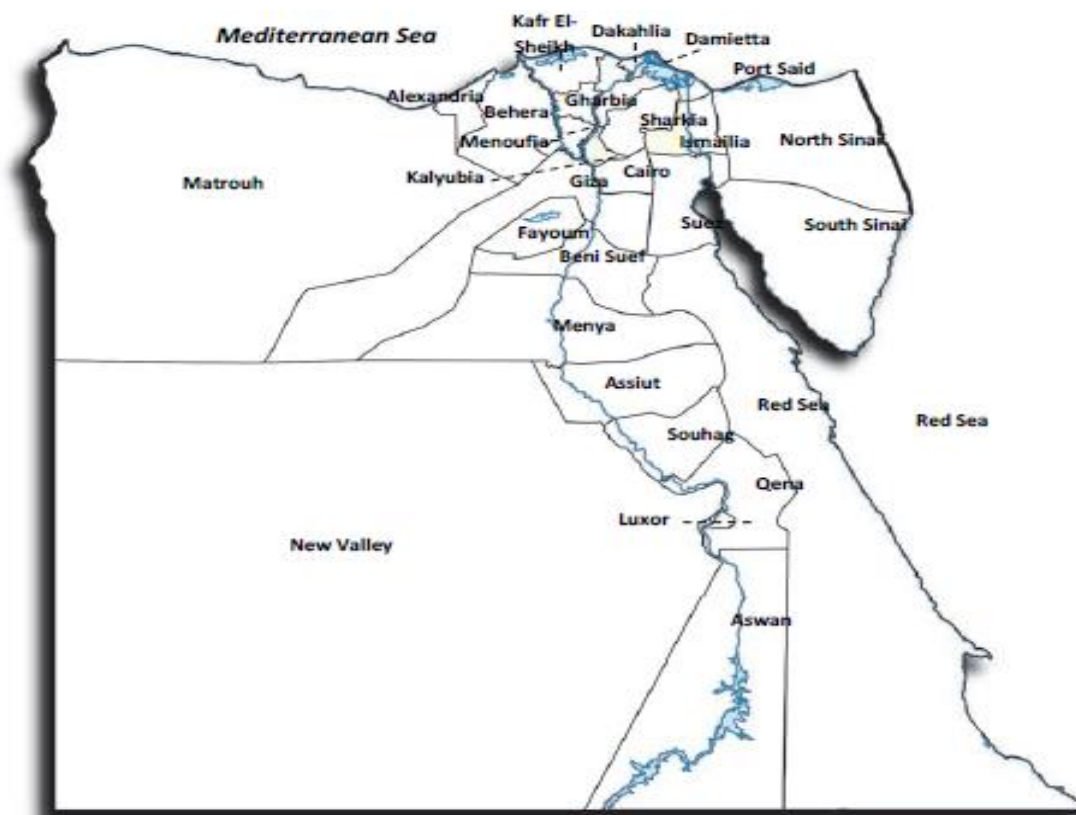 Mediterranean Sea
Kafr El-
Sheikh
Dakahlia
Damietta
Port Said
Alexandria
Behera
Gharbia
Sharkia
Menoufia
Ismailia
North Sinai
Kalyubia
Giza
Cairo
Matrouh
Fayoum
Suez
South Sinai
Beni Suef
Menya
Assiut
Red Sea
Red Sea
Souhag
Qena
Luxor
New Valley
Aswan